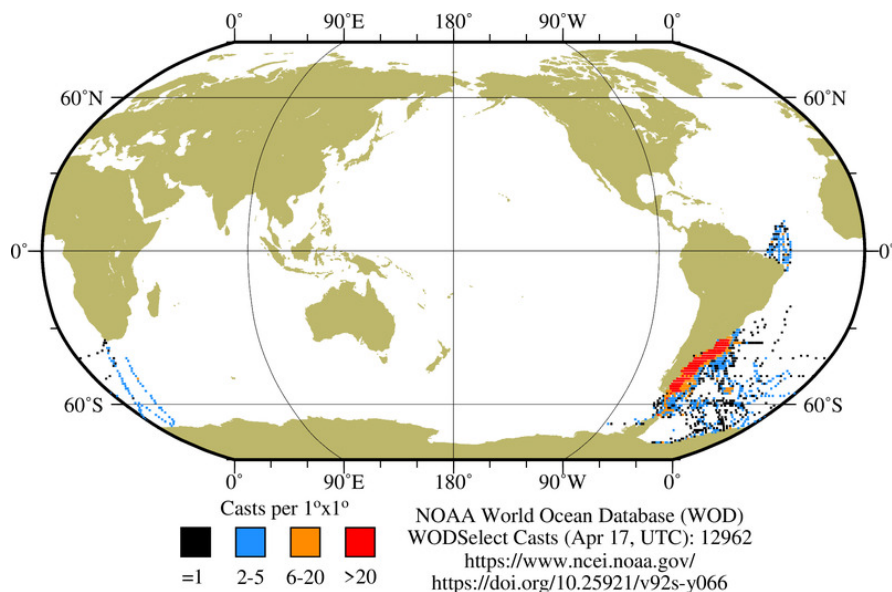 0° 90°E 180° 90°W 0°
60°N 60°N
0° 0°
60°S 60°S
0° 90°E 180° 90°W 0°
Casts per 1°x1°
=1 2-5 6-20 >20
NOAA World Ocean Database (WOD)
WODSelect Casts (Apr 17, UTC): 12962
https://www.ncei.noaa.gov/
https://doi.org/10.25921/v92s-y066